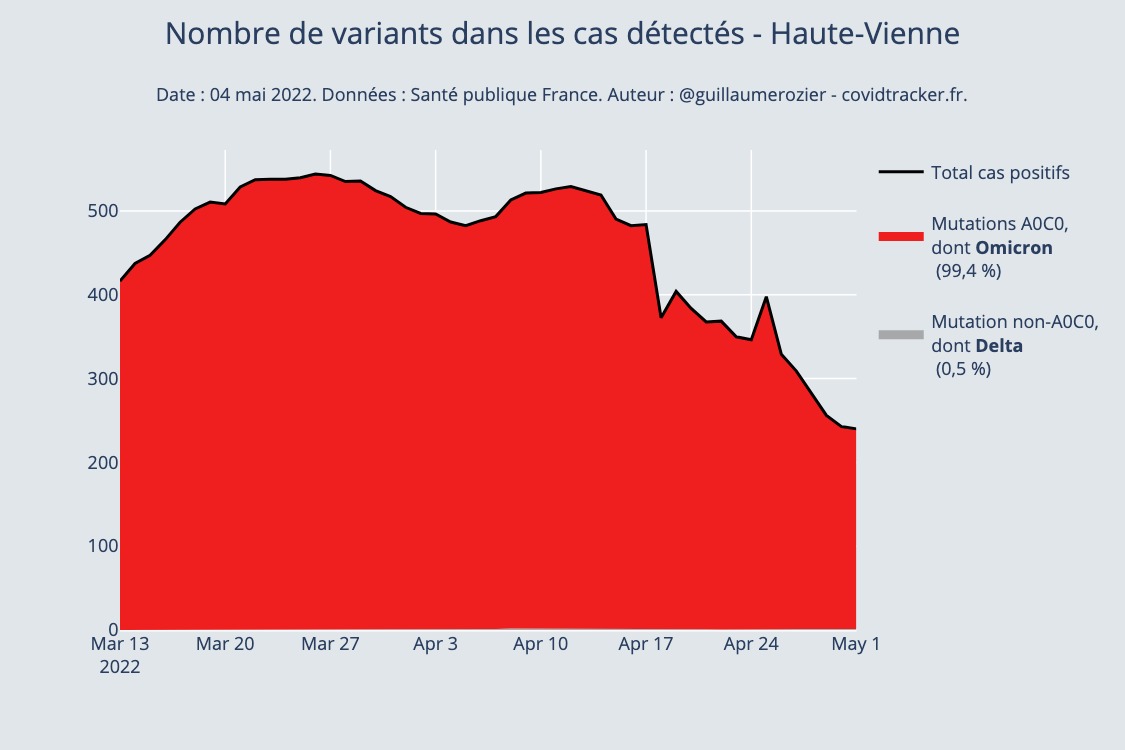 Nombre de variants dans les cas détectés - Haute-Vienne
Date : 04 mai 2022. Données : Santé publique France. Auteur : @guillaumerozier - covidtracker.fr.
Total cas positifs
Mutations A0C0,
dont Omicron
(99,4 %)
Mutation non-A0C0,
dont Delta
(0,5 %)
500
400
300
200
100
0
Mar 13
2022
Mar 20
Mar 27
Apr 3
Apr 10
Apr 17
Apr 24
May 1